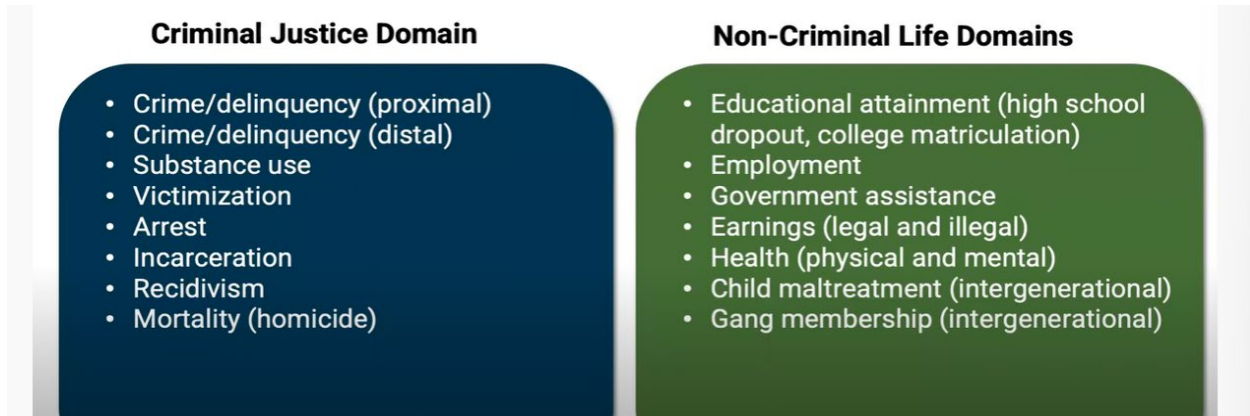 Criminal Justice Domain
• Crime/delinquency (proximal)
• Crime/delinquency (distal)
• Substance use
• Victimization
• Arrest
• Incarceration
• Recidivism
• Mortality (homicide)
Non-Criminal Life Domains
• Educational attainment (high school
dropout, college matriculation)
• Employment
• Government assistance
• Earnings (legal and illegal)
• Health (physical and mental)
• Child maltreatment (intergenerational)
• Gang membership (intergenerational)